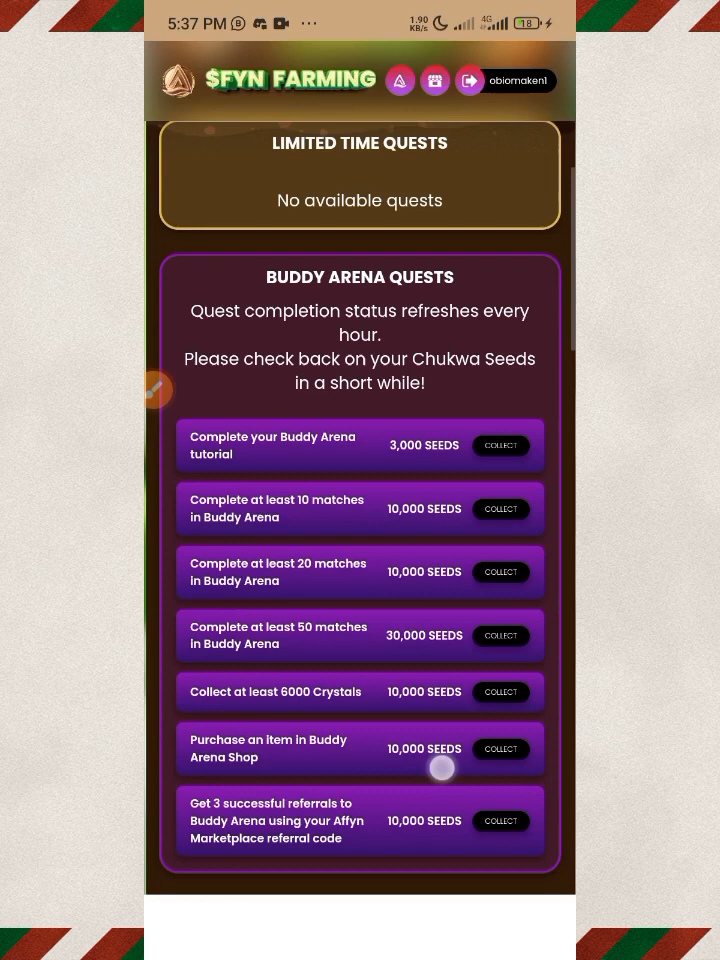 5:37 PM
1.90 KB/s 4G 18
$FYN FARMING obiomaken1
LIMITED TIME QUESTS
No available quests
BUDDY ARENA QUESTS
Quest completion status refreshes every
hour.
Please check back on your Chukwa Seeds
in a short while!
Complete your Buddy Arena
tutorial
3,000 SEEDS
COLLECT
Complete at least 10 matches
in Buddy Arena
10,000 SEEDS
COLLECT
Complete at least 20 matches
in Buddy Arena
10,000 SEEDS
COLLECT
Complete at least 50 matches
in Buddy Arena
30,000 SEEDS
COLLECT
Collect at least 6000 Crystals
10,000 SEEDS
COLLECT
Purchase an item in Buddy
Arena Shop
10,000 SEEDS
COLLECT
Get 3 successful referrals to
Buddy Arena using your Affyn
Marketplace referral code
10,000 SEEDS
COLLECT